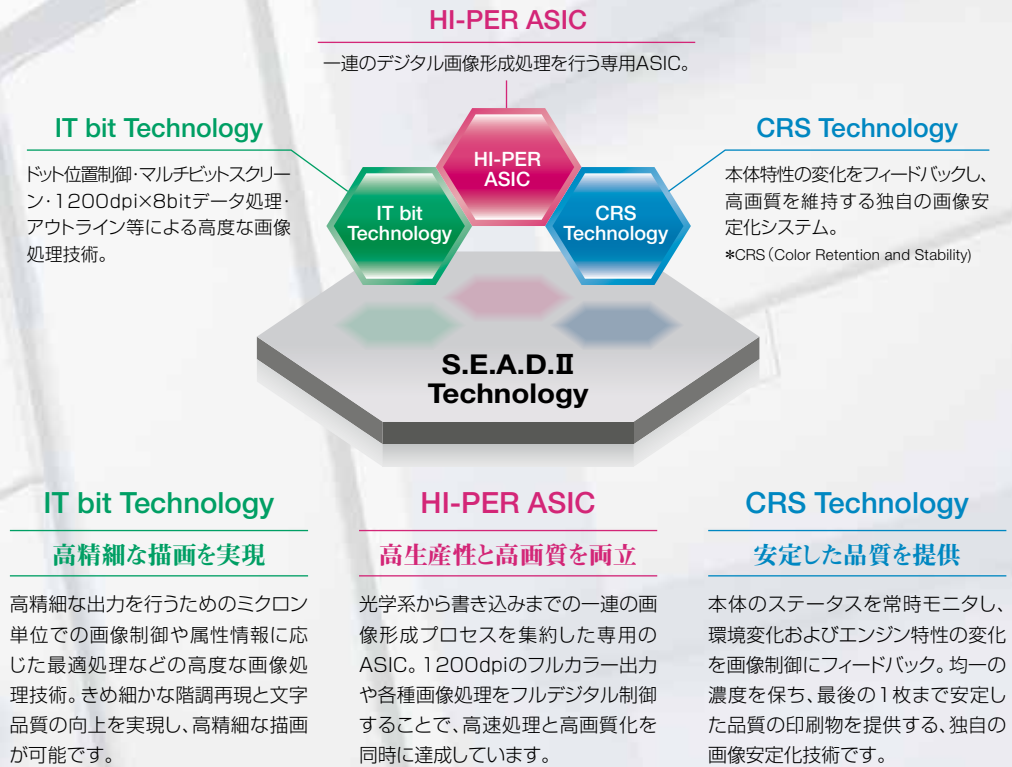 HI-PER ASIC
一連のデジタル画像形成処理を行う専用ASIC。
IT bit Technology
ドット位置制御・マルチビットスクリー
ン・1200dpi×8bitデータ処理・
アウトライン等による高度な画像
処理技術。
HI-PER
ASIC
IT bit
Technology
CRS
Technology
CRS Technology
本体特性の変化をフィードバックし、
高画質を維持する独自の画像安
定化システム。
*CRS（Color Retention and Stability)
S.E.A.D.II
Technology
IT bit Technology
高精細な描画を実現
高精細な出力を行うためのミクロン
単位での画像制御や属性情報に応
じた最適処理などの高度な画像処
理技術。きめ細かな階調再現と文字
品質の向上を実現し、高精細な描画
が可能です。
HI-PER ASIC
高生産性と高画質を両立
光学系から書き込みまでの一連の画
像形成プロセスを集約した専用の
ASIC。1200dpiのフルカラー出力
や各種画像処理をフルデジタル制御
することで、高速処理と高画質化を
同時に達成しています。
CRS Technology
安定した品質を提供
本体のステータスを常時モニタし、
環境変化およびエンジン特性の変化
を画像制御にフィードバック。均一の
濃度を保ち、最後の1枚まで安定し
た品質の印刷物を提供する、独自の
画像安定化技術です。